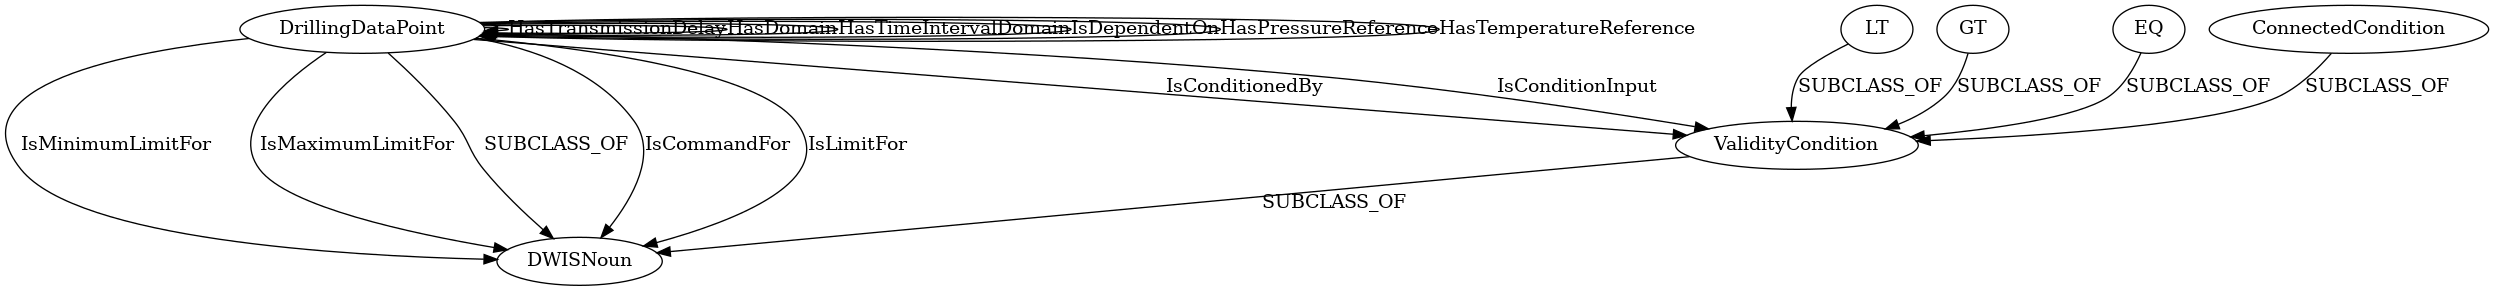 DrillingDataPoint
HasTransmissionDelay
HasDomain
HasTimeIntervalDomain
IsDependentOn
HasPressureReference
HasTemperatureReference
LT
GT
EQ
ConnectedCondition
IsConditionedBy
IsConditionInput
SUBCLASS_OF
SUBCLASS_OF
SUBCLASS_OF
SUBCLASS_OF
IsMinimumLimitFor
IsMaximumLimitFor
SUBCLASS_OF
IsCommandFor
IsLimitFor
ValidityCondition
SUBCLASS_OF
DWISNoun